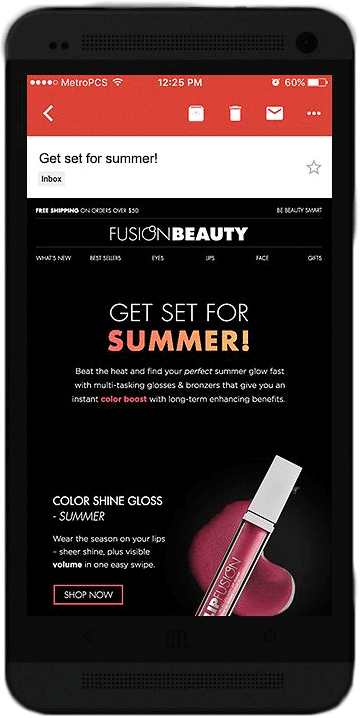 MetroPCS 12:25 PM 60%
Get set for summer!
Inbox
FREE SHIPPING ON ORDERS OVER $50 BE BEAUTY SMART
FUSIONBEAUTY
WHAT'S NEW BEST SELLERS EYES LIPS FACE GIFTS
GET SET FOR
SUMMER!
Beat the heat and find your perfect summer glow fast
with multi-tasking glosses & bronzers that give you an
instant color boost with long-term enhancing benefits.
COLOR SHINE GLOSS
- SUMMER
Wear the season on your lips
– sheer shine, plus visible
volume in one easy swipe.
SHOP NOW
LIPFUSION